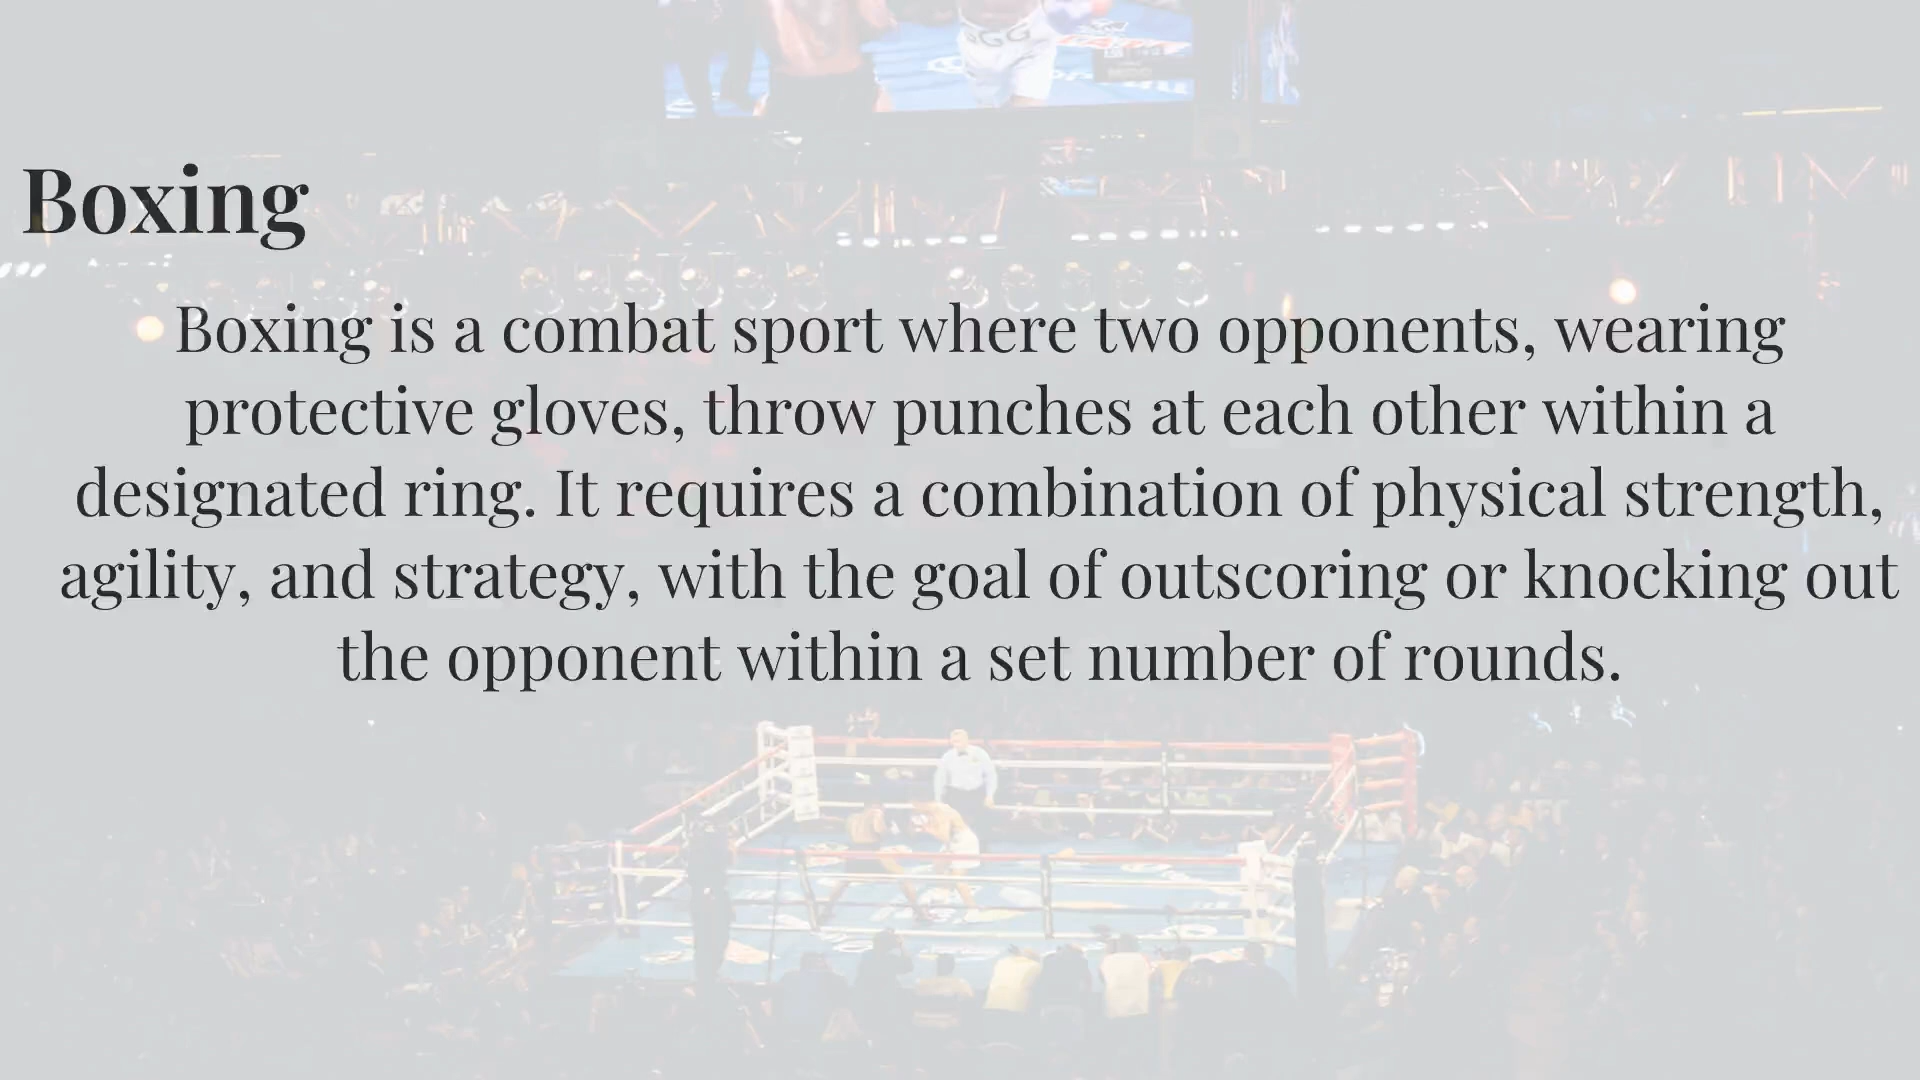 GGG
Boxing
Boxing is a combat sport where two opponents, wearing
protective gloves, throw punches at each other within a
designated ring. It requires a combination of physical strength,
agility, and strategy, with the goal of outscoring or knocking out
the opponent within a set number of rounds.